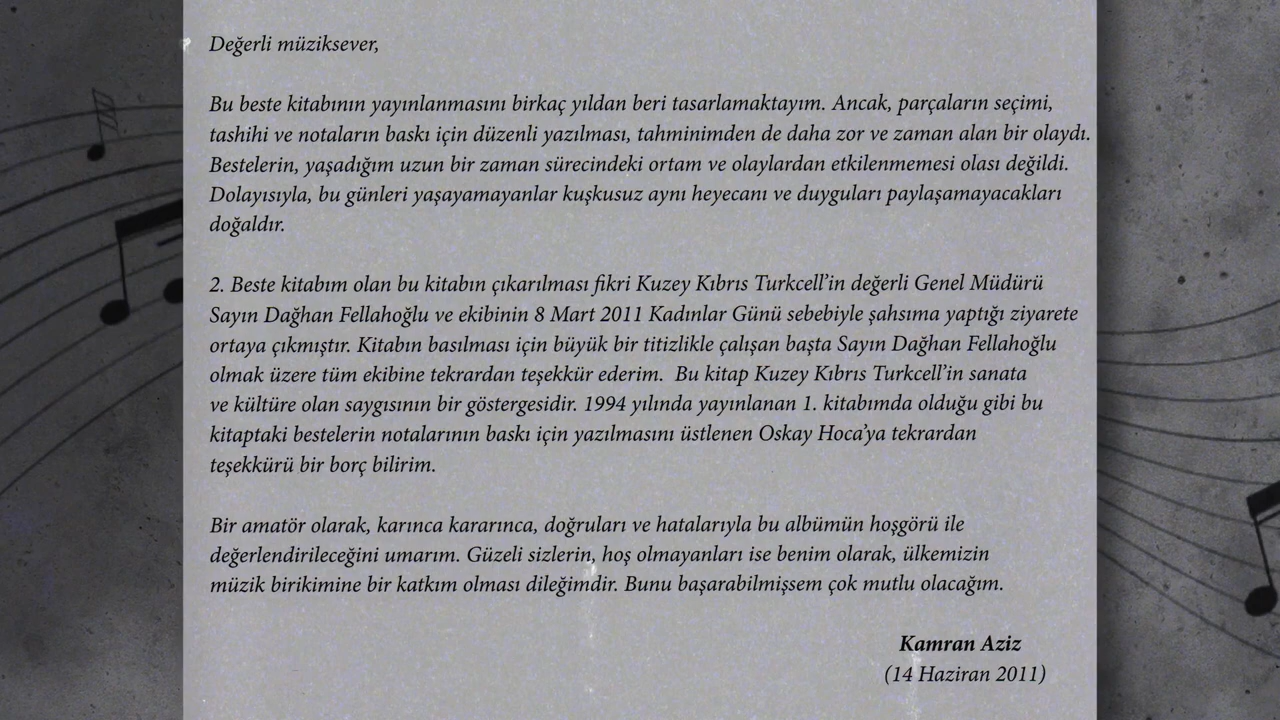 Değerli müziksever,
Bu beste kitabının yayınlanmasını birkaç yıldan beri tasarlamaktayım. Ancak, parçaların seçimi,
tashihi ve notaların baskı için düzenli yazılması, tahminimden de daha zor ve zaman alan bir olaydı.
Bestelerin, yaşadığım uzun bir zaman sürecindeki ortam ve olaylardan etkilenmemesi olası değildi.
Dolayısıyla, bu günleri yaşayamayanlar kuşkusuz aynı heyecanı ve duyguları paylaşamayacakları
doğaldır.
2. Beste kitabım olan bu kitabın çıkarılması fikri Kuzey Kıbrıs Turkcell'in değerli Genel Müdürü
Sayın Dağhan Fellahoğlu ve ekibinin 8 Mart 2011 Kadınlar Günü sebebiyle şahsıma yaptığı ziyarete
ortaya çıkmıştır. Kitabın basılması için büyük bir titizlikle çalışan başta Sayın Dağhan Fellahoğlu
olmak üzere tüm ekibine tekrardan teşekkür ederim.  Bu kitap Kuzey Kıbrıs Turkcell'in sanata
ve kültüre olan saygısının bir göstergesidir. 1994 yılında yayınlanan 1. kitabımda olduğu gibi bu
kitaptaki bestelerin notalarının baskı için yazılmasını üstlenen Oskay Hoca'ya tekrardan
teşekkürü bir borç bilirim.
Bir amatör olarak, karınca kararınca, doğruları ve hatalarıyla bu albümün hoşgörü ile
değerlendirileceğini umarım. Güzeli sizlerin, hoş olmayanları ise benim olarak, ülkemizin
müzik birikimine bir katkım olması dileğimdir. Bunu başarabilmişsem çok mutlu olacağım.
Kamran Aziz
(14 Haziran 2011)